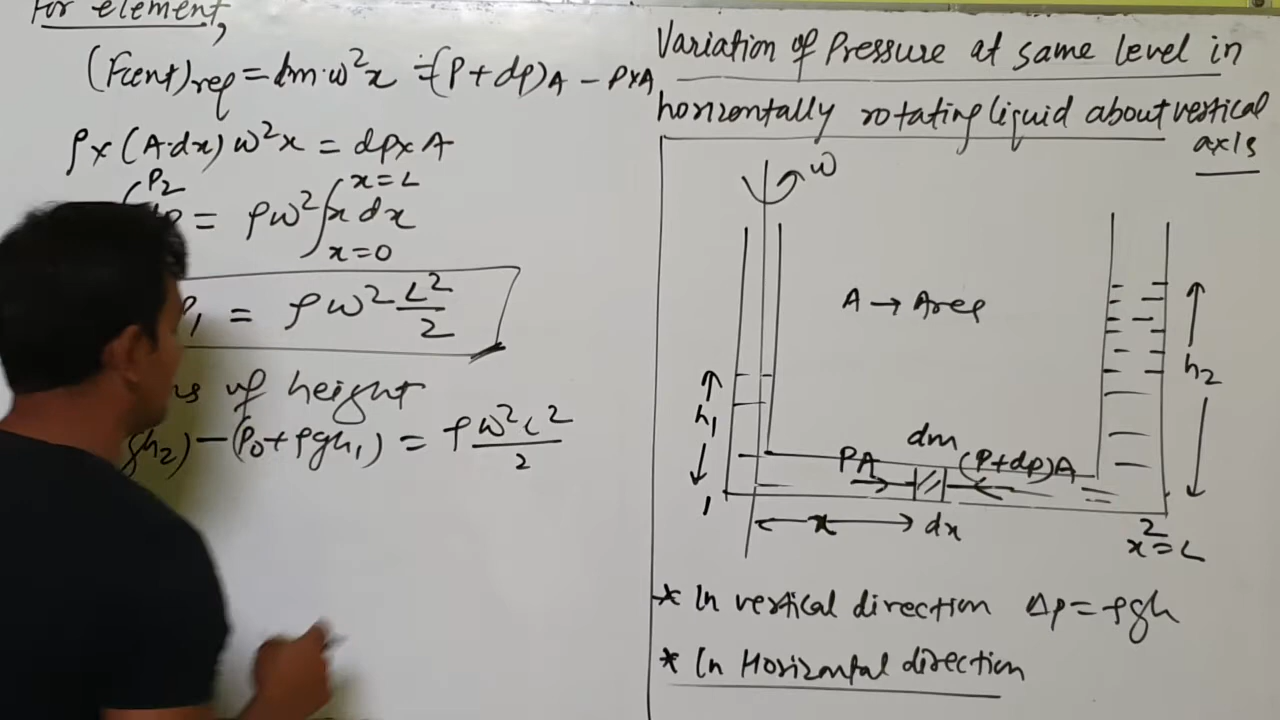 For element,
(Fcent)req = dm·ω²x = (P+dp)A − P×A
ρ×(A·dx)ω²x = dp×A
P2 x=L
= ρω² ∫x dx
x=0
P1 = ρω² L²/2
of height
gh2) − (P0+ρgh1) = ρω²L²/2
Variation of Pressure at same level in
horizontally rotating liquid about vertical
axis
ω
A → Area
h1
h2
dm
PA
(P+dp)A
1
x
dx
2
x=L
* In vertical direction Δp = ρgh
* In Horizontal direction